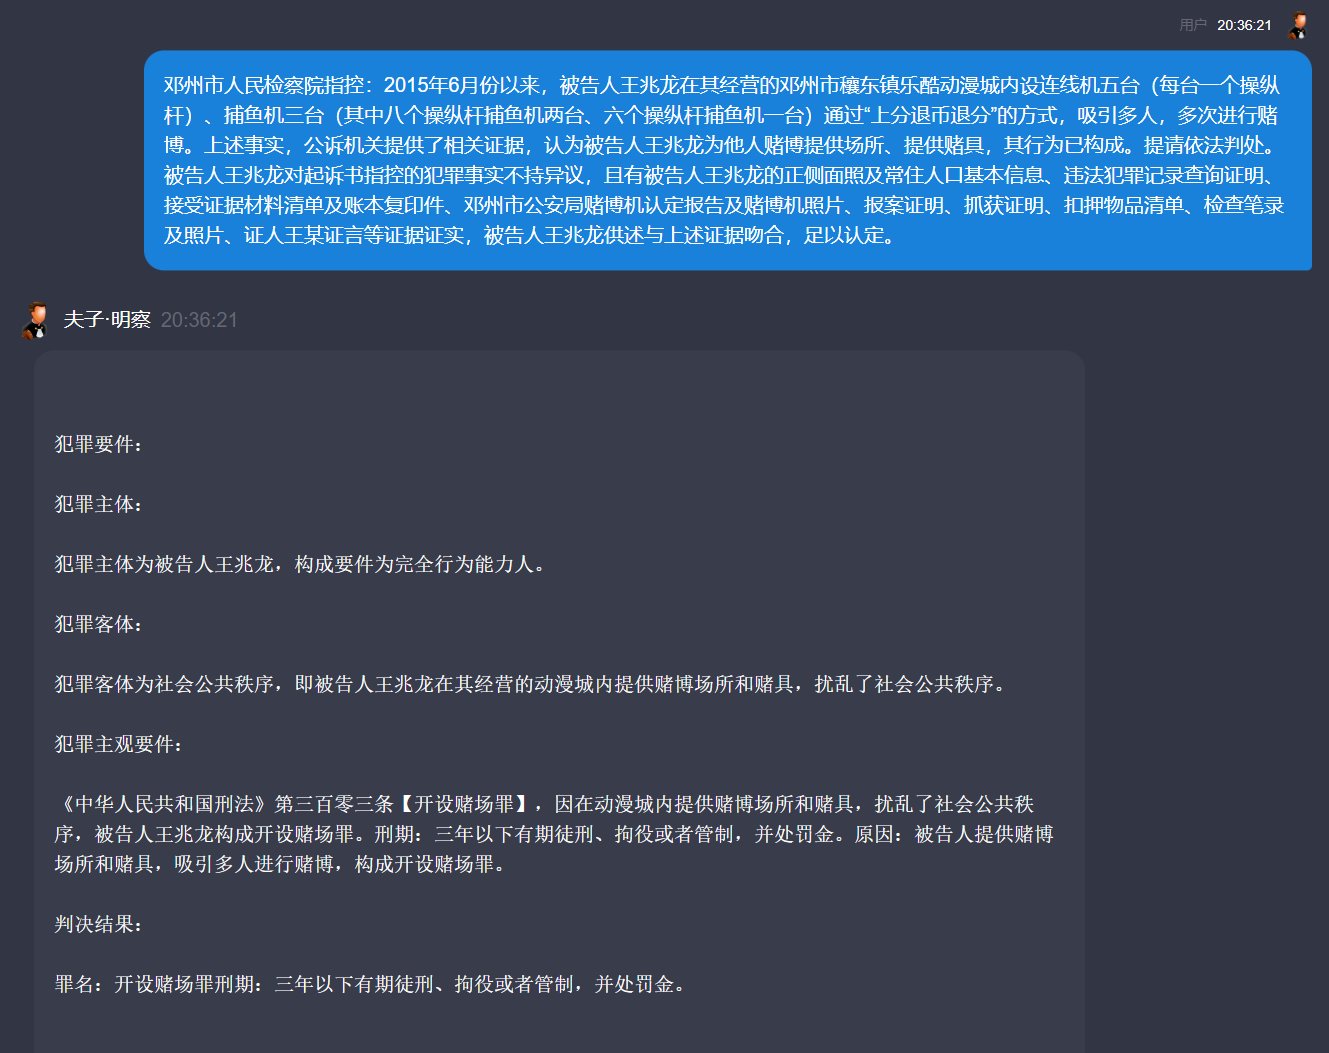 用户 20:36:21
邓州市人民检察院指控：2015年6月份以来，被告人王兆龙在其经营的邓州市穰东镇乐酷动漫城内设连线机五台（每台一个操纵
杆）、捕鱼机三台（其中八个操纵杆捕鱼机两台、六个操纵杆捕鱼机一台）通过“上分退币退分”的方式，吸引多人，多次进行赌
博。上述事实，公诉机关提供了相关证据，认为被告人王兆龙为他人赌博提供场所、提供赌具，其行为已构成。提请依法判处。
被告人王兆龙对起诉书指控的犯罪事实不持异议，且有被告人王兆龙的正侧面照及常住人口基本信息、违法犯罪记录查询证明、
接受证据材料清单及账本复印件、邓州市公安局赌博机认定报告及赌博机照片、报案证明、抓获证明、扣押物品清单、检查笔录
及照片、证人王某证言等证据证实，被告人王兆龙供述与上述证据吻合，足以认定。
夫子·明察 20:36:21
犯罪要件：
犯罪主体：
犯罪主体为被告人王兆龙，构成要件为完全行为能力人。
犯罪客体：
犯罪客体为社会公共秩序，即被告人王兆龙在其经营的动漫城内提供赌博场所和赌具，扰乱了社会公共秩序。
犯罪主观要件：
《中华人民共和国刑法》第三百零三条【开设赌场罪】，因在动漫城内提供赌博场所和赌具，扰乱了社会公共秩
序，被告人王兆龙构成开设赌场罪。刑期：三年以下有期徒刑、拘役或者管制，并处罚金。原因：被告人提供赌博
场所和赌具，吸引多人进行赌博，构成开设赌场罪。
判决结果：
罪名：开设赌场罪刑期：三年以下有期徒刑、拘役或者管制，并处罚金。